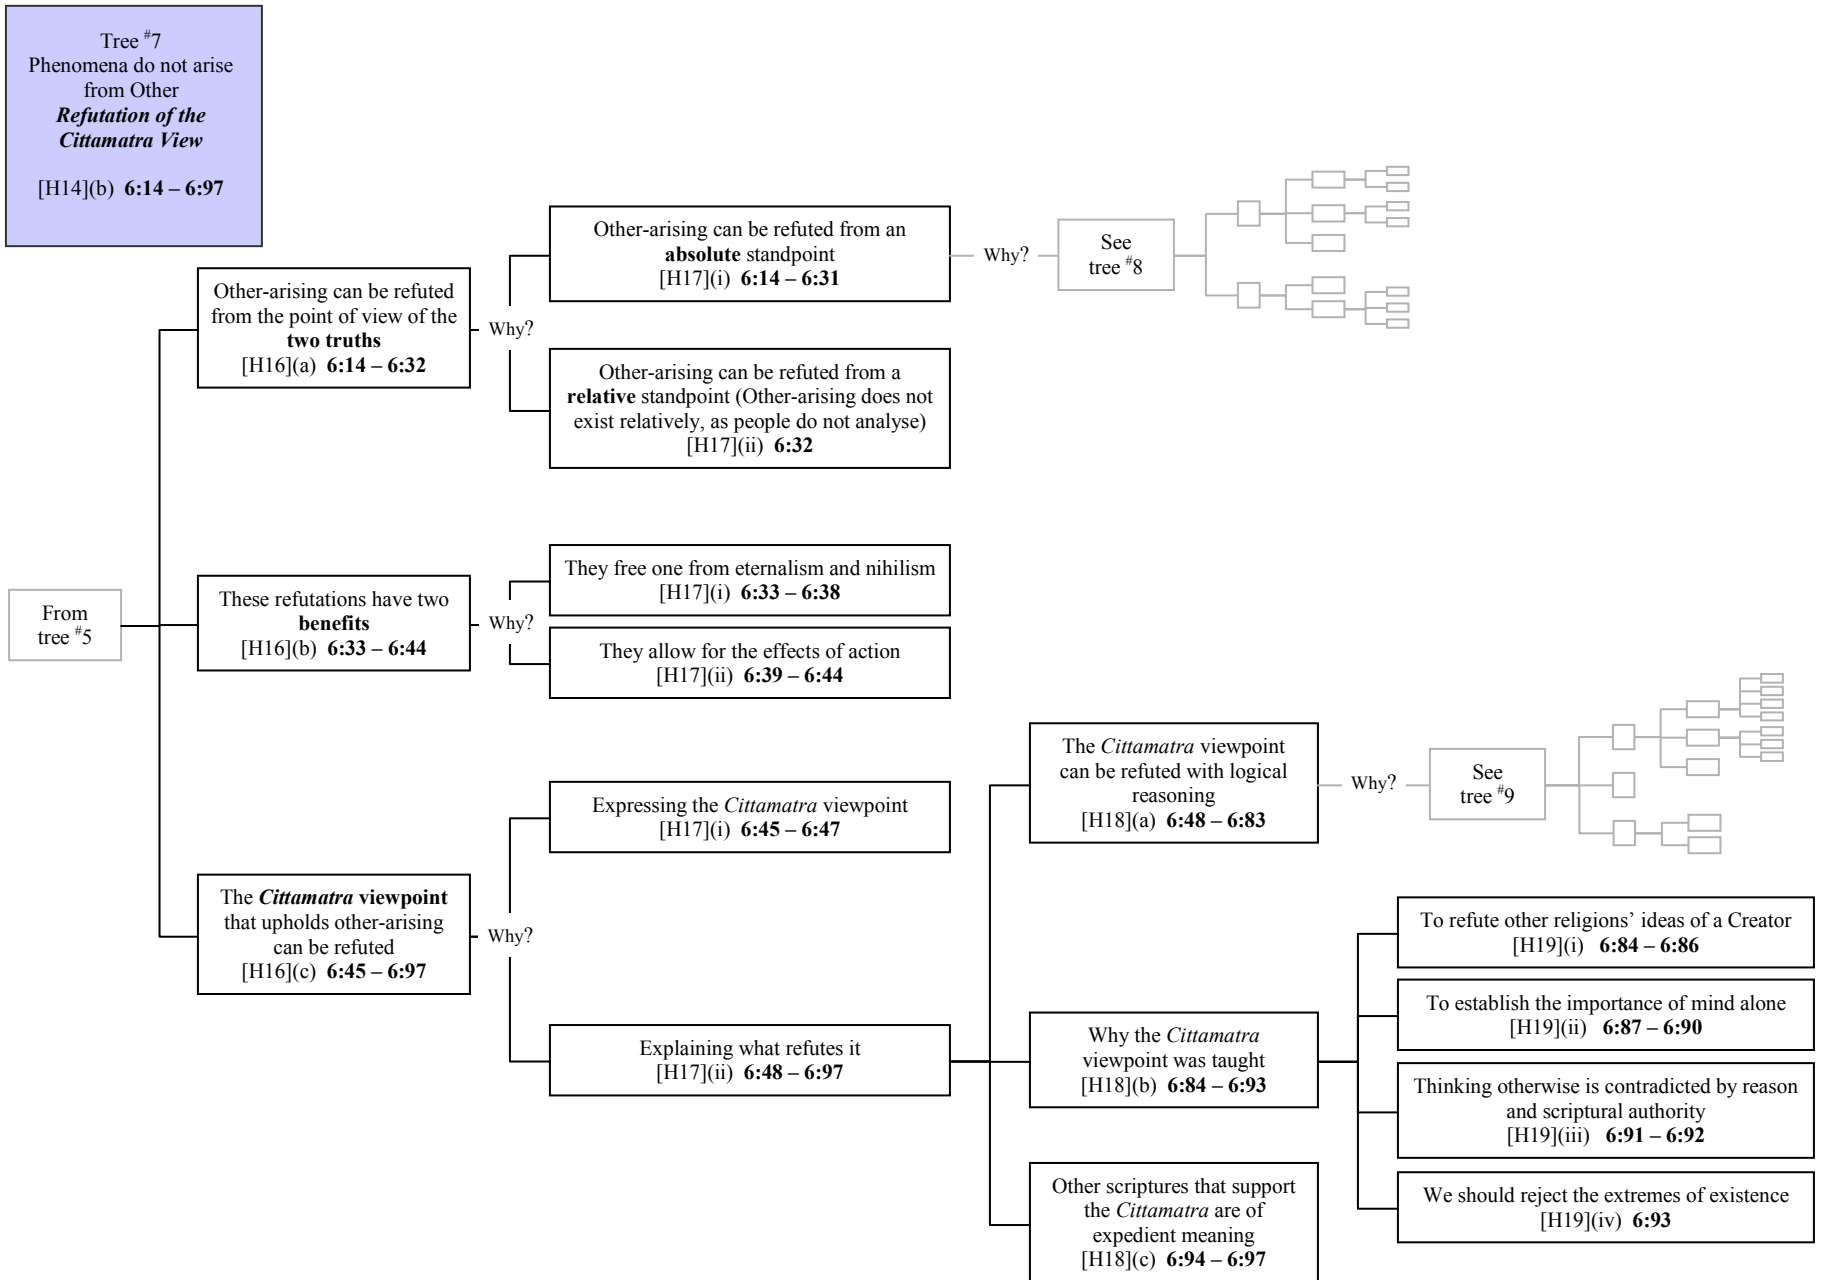 Tree #7
Phenomena do not arise
from Other
Refutation of the
Cittamatra View
[H14](b) 6:14 – 6:97
Other-arising can be refuted
from the point of view of the
two truths
[H16](a) 6:14 – 6:32
Why?
Other-arising can be refuted from an
absolute standpoint
[H17](i) 6:14 – 6:31
Why?
See
tree #8
Other-arising can be refuted from a
relative standpoint (Other-arising does not
exist relatively, as people do not analyse)
[H17](ii) 6:32
From
tree #5
These refutations have two
benefits
[H16](b) 6:33 – 6:44
Why?
They free one from eternalism and nihilism
[H17](i) 6:33 – 6:38
They allow for the effects of action
[H17](ii) 6:39 – 6:44
The Cittamatra viewpoint
that upholds other-arising
can be refuted
[H16](c) 6:45 – 6:97
Why?
Expressing the Cittamatra viewpoint
[H17](i) 6:45 – 6:47
Explaining what refutes it
[H17](ii) 6:48 – 6:97
The Cittamatra viewpoint
can be refuted with logical
reasoning
[H18](a) 6:48 – 6:83
Why?
See
tree #9
Why the Cittamatra
viewpoint was taught
[H18](b) 6:84 – 6:93
To refute other religions’ ideas of a Creator
[H19](i) 6:84 – 6:86
To establish the importance of mind alone
[H19](ii) 6:87 – 6:90
Thinking otherwise is contradicted by reason
and scriptural authority
[H19](iii) 6:91 – 6:92
We should reject the extremes of existence
[H19](iv) 6:93
Other scriptures that support
the Cittamatra are of
expedient meaning
[H18](c) 6:94 – 6:97